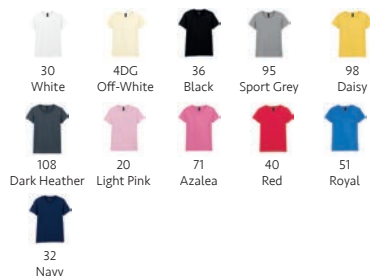 30 4DG 36 95 98
White Off-White Black Sport Grey Daisy
108 20 71 40 51
Dark Heather Light Pink Azalea Red Royal
32
Navy